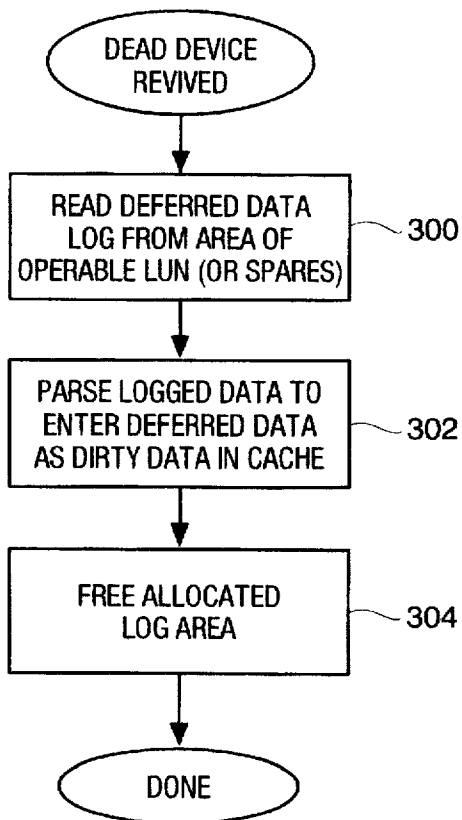 DEAD DEVICE
REVIVED
READ DEFERRED DATA
LOG FROM AREA OF
OPERABLE LUN (OR SPARES)
300
PARSE LOGGED DATA TO
ENTER DEFERRED DATA
AS DIRTY DATA IN CACHE
302
FREE ALLOCATED
LOG AREA
304
DONE